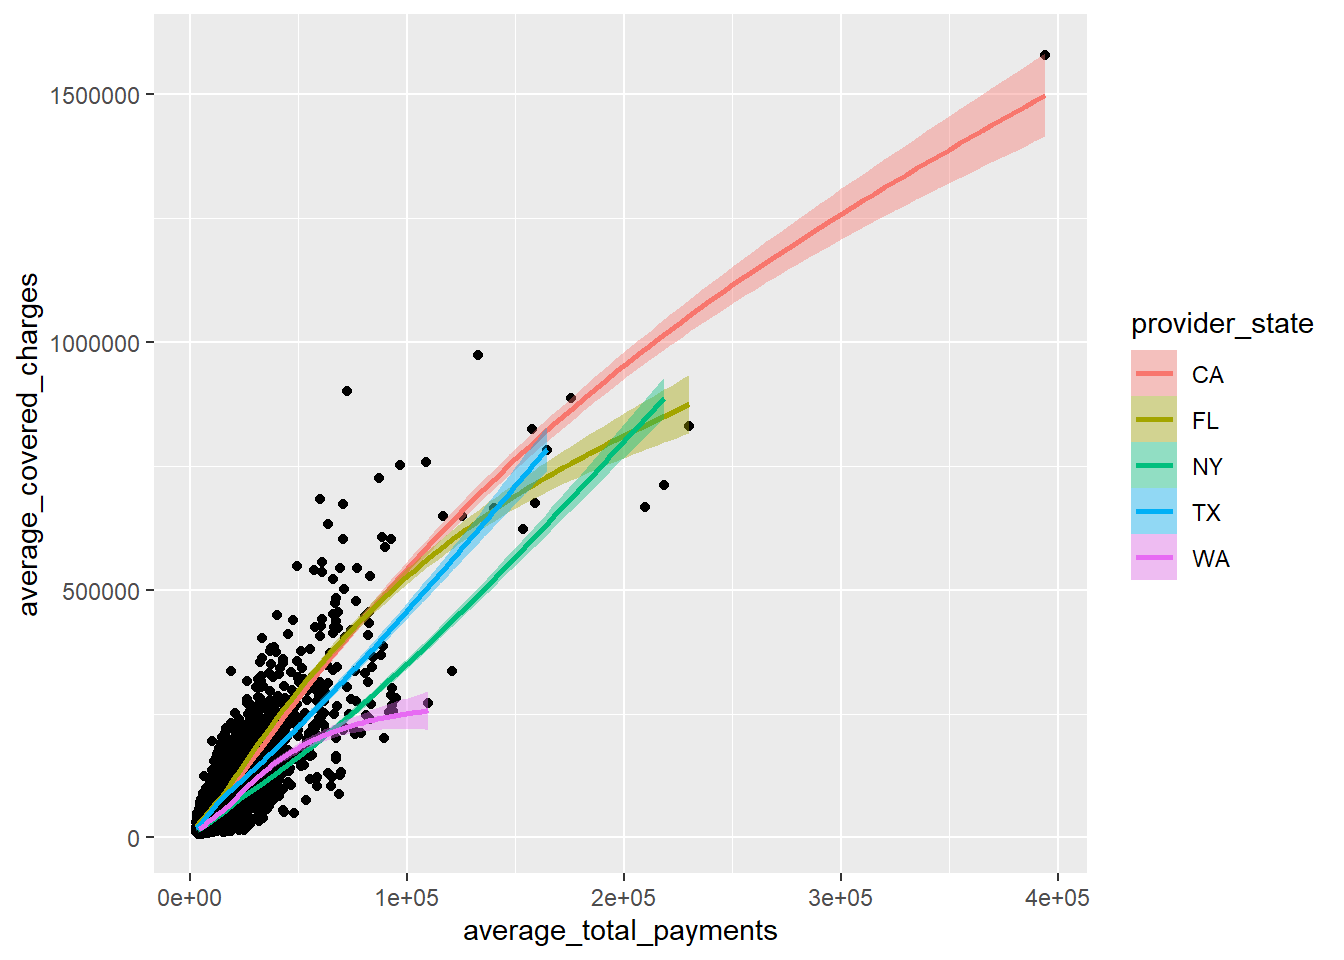 1500000
1000000
500000
0
average_covered_charges
0e+00 1e+05 2e+05 3e+05 4e+05
average_total_payments
provider_state
CA
FL
NY
TX
WA